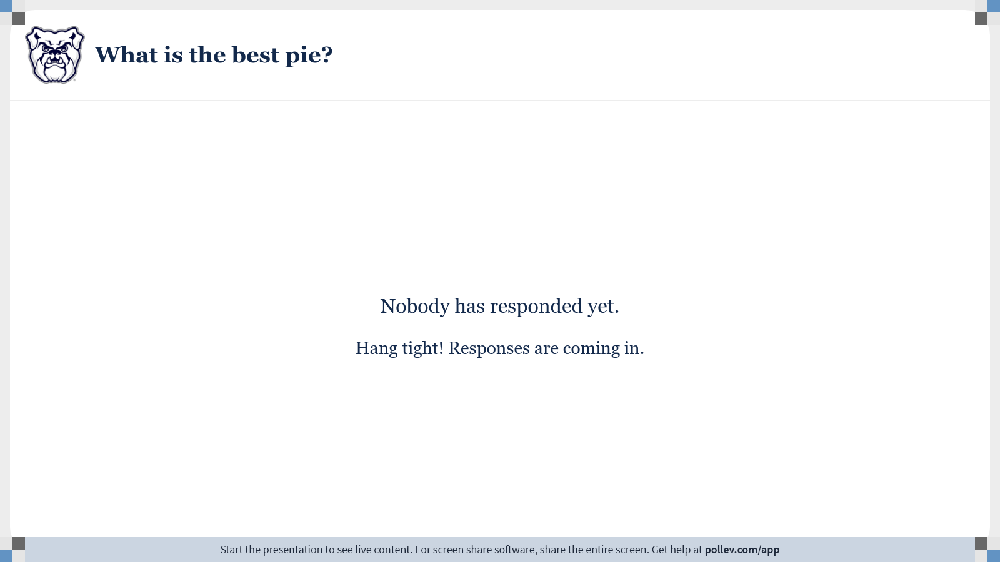 What is the best pie?
Nobody has responded yet.
Hang tight! Responses are coming in.
Start the presentation to see live content. For screen share software, share the entire screen. Get help at pollev.com/app